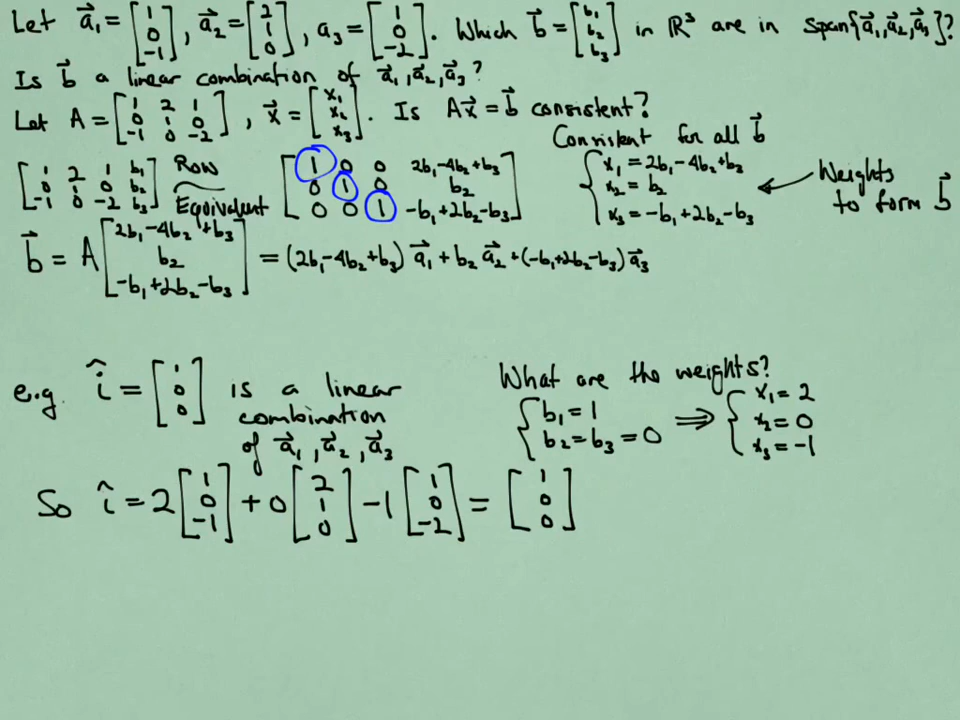 Let a⃗₁ = [1 0 -1], a⃗₂ = [2 1 0], a₃ = [1 0 -2]. Which b⃗ = [b₁ b₂ b₃] in ℝ³ are in span{a⃗₁,a⃗₂,a⃗₃}?
Is b⃗ a linear combination of a⃗₁,a⃗₂,a⃗₃?
Let A = [1 2 1; 0 1 0; -1 0 -2], x⃗ = [x₁ x₂ x₃]. Is Ax⃗ = b⃗ consistent?
Consistent for all b⃗
[1 2 1 b₁; 0 1 0 b₂; -1 0 -2 b₃] Row Equivalent [1 0 0 2b₁-4b₂+b₃; 0 1 0 b₂; 0 0 1 -b₁+2b₂-b₃]
{ x₁ = 2b₁-4b₂+b₃
x₂ = b₂
x₃ = -b₁+2b₂-b₃
← Weights
to form b⃗
b⃗ = A [2b₁-4b₂+b₃; b₂; -b₁+2b₂-b₃] = (2b₁-4b₂+b₃) a⃗₁ + b₂ a⃗₂ + (-b₁+2b₂-b₃) a⃗₃
e.g. î = [1 0 0] is a linear
combination
of a⃗₁, a⃗₂, a⃗₃
What are the weights?
{ b₁ = 1
b₂ = b₃ = 0
⇒ { x₁ = 2
x₂ = 0
x₃ = -1
So î = 2 [1 0 -1] + 0 [2 1 0] - 1 [1 0 -2] = [1 0 0]